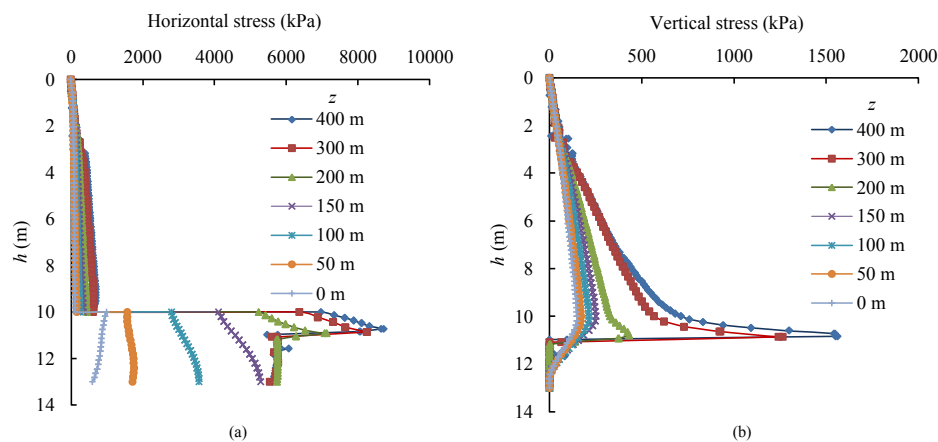 Horizontal stress (kPa)
0 2000 4000 6000 8000 10000
0
2
4
6
8
10
12
14
h (m)
z
400 m
300 m
200 m
150 m
100 m
50 m
0 m
(a)
Vertical stress (kPa)
0 500 1000 1500 2000
0
2
4
6
8
10
12
14
h (m)
z
400 m
300 m
200 m
150 m
100 m
50 m
0 m
(b)